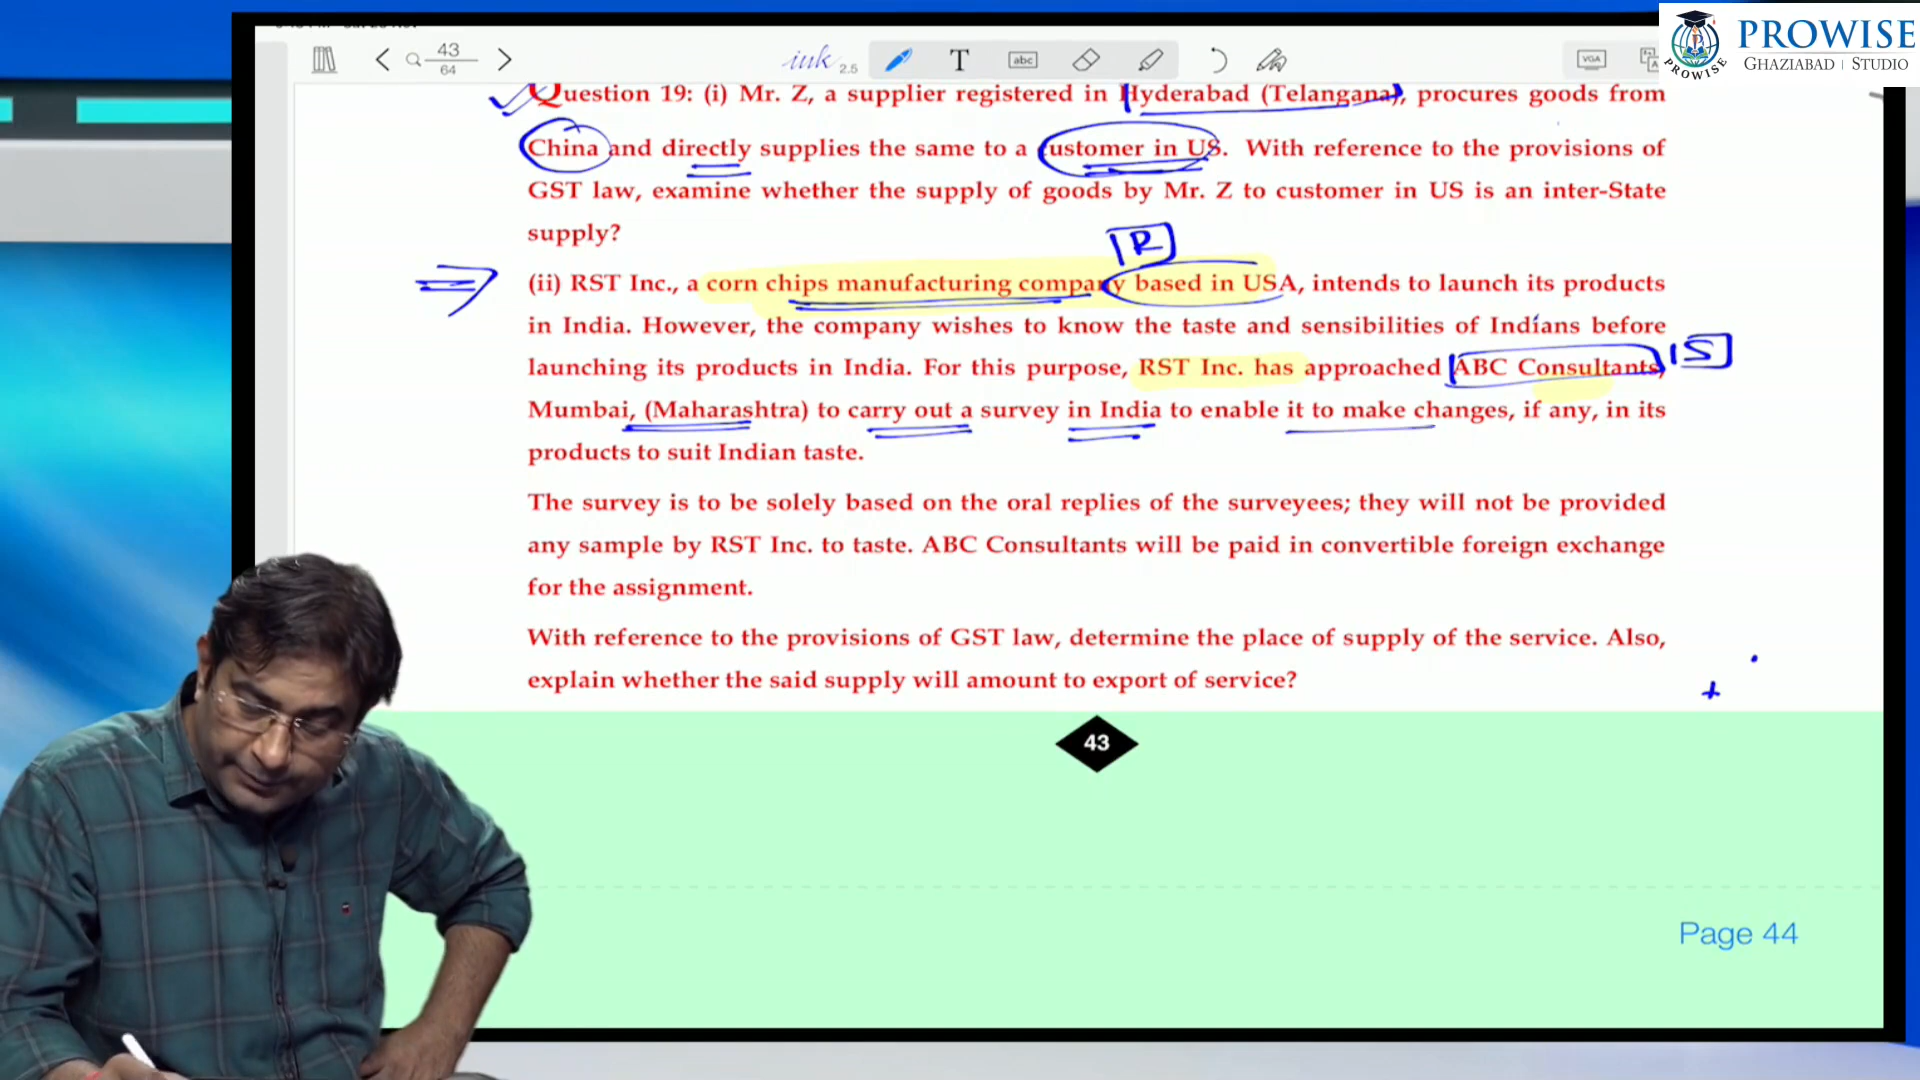 PROWISE
GHAZIABAD | STUDIO
PROWISE
43
64
ink 2.5
T
abc
VGA
Question 19: (i) Mr. Z, a supplier registered in Hyderabad (Telangana), procures goods from
China and directly supplies the same to a customer in US. With reference to the provisions of
GST law, examine whether the supply of goods by Mr. Z to customer in US is an inter-State
supply?
R
(ii) RST Inc., a corn chips manufacturing company based in USA, intends to launch its products
in India. However, the company wishes to know the taste and sensibilities of Indians before
launching its products in India. For this purpose, RST Inc. has approached ABC Consultants,
S
Mumbai, (Maharashtra) to carry out a survey in India to enable it to make changes, if any, in its
products to suit Indian taste.
The survey is to be solely based on the oral replies of the surveyees; they will not be provided
any sample by RST Inc. to taste. ABC Consultants will be paid in convertible foreign exchange
for the assignment.
With reference to the provisions of GST law, determine the place of supply of the service. Also,
explain whether the said supply will amount to export of service?
43
Page 44